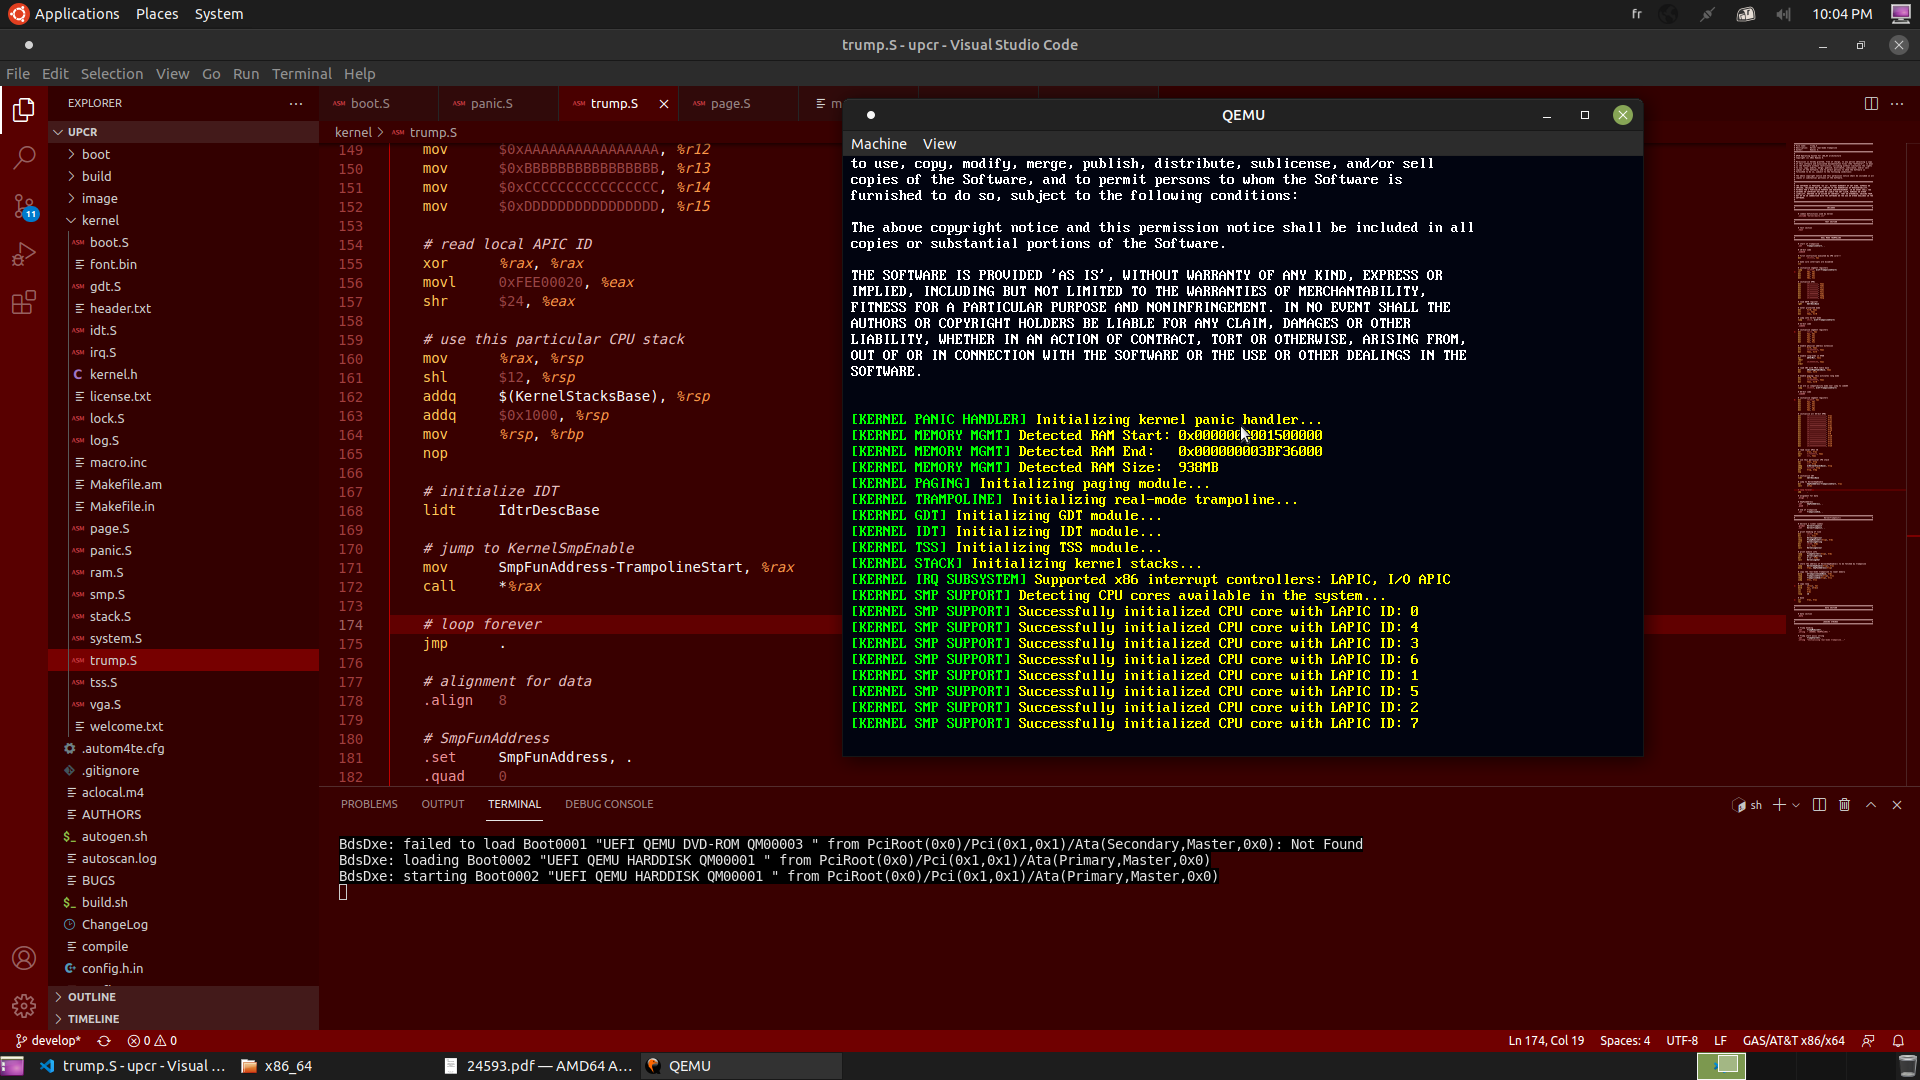 Applications Places System
fr 10:04 PM
trump.S - upcr - Visual Studio Code
File Edit Selection View Go Run Terminal Help
EXPLORER
UPCR
boot
build
image
kernel
boot.S
font.bin
gdt.S
header.txt
idt.S
irq.S
kernel.h
license.txt
lock.S
log.S
macro.inc
Makefile.am
Makefile.in
page.S
panic.S
ram.S
smp.S
stack.S
system.S
trump.S
tss.S
vga.S
welcome.txt
.autom4te.cfg
.gitignore
aclocal.m4
AUTHORS
autogen.sh
autoscan.log
BUGS
build.sh
ChangeLog
compile
config.h.in
OUTLINE
TIMELINE
11
boot.S panic.S trump.S page.S m
kernel > trump.S
149 mov $0xAAAAAAAAAAAAAAAA, %r12
150 mov $0xBBBBBBBBBBBBBBBB, %r13
151 mov $0xCCCCCCCCCCCCCCCC, %r14
152 mov $0xDDDDDDDDDDDDDDDD, %r15
153
154 # read local APIC ID
155 xor %rax, %rax
156 movl 0xFEE00020, %eax
157 shr $24, %eax
158
159 # use this particular CPU stack
160 mov %rax, %rsp
161 shl $12, %rsp
162 addq $(KernelStacksBase), %rsp
163 addq $0x1000, %rsp
164 mov %rsp, %rbp
165 nop
166
167 # initialize IDT
168 lidt IdtrDescBase
169
170 # jump to KernelSmpEnable
171 mov SmpFunAddress-TrampolineStart, %rax
172 call *%rax
173
174 # loop forever
175 jmp .
176
177 # alignment for data
178 .align 8
179
180 # SmpFunAddress
181 .set SmpFunAddress, .
182 .quad 0
QEMU
Machine View
to use, copy, modify, merge, publish, distribute, sublicense, and/or sell
copies of the Software, and to permit persons to whom the Software is
furnished to do so, subject to the following conditions:
The above copyright notice and this permission notice shall be included in all
copies or substantial portions of the Software.
THE SOFTWARE IS PROVIDED 'AS IS', WITHOUT WARRANTY OF ANY KIND, EXPRESS OR
IMPLIED, INCLUDING BUT NOT LIMITED TO THE WARRANTIES OF MERCHANTABILITY,
FITNESS FOR A PARTICULAR PURPOSE AND NONINFRINGEMENT. IN NO EVENT SHALL THE
AUTHORS OR COPYRIGHT HOLDERS BE LIABLE FOR ANY CLAIM, DAMAGES OR OTHER
LIABILITY, WHETHER IN AN ACTION OF CONTRACT, TORT OR OTHERWISE, ARISING FROM,
OUT OF OR IN CONNECTION WITH THE SOFTWARE OR THE USE OR OTHER DEALINGS IN THE
SOFTWARE.
[KERNEL PANIC HANDLER] Initializing kernel panic handler...
[KERNEL MEMORY MGMT] Detected RAM Start: 0x0000000001500000
[KERNEL MEMORY MGMT] Detected RAM End: 0x000000003BF36000
[KERNEL MEMORY MGMT] Detected RAM Size: 938MB
[KERNEL PAGING] Initializing paging module...
[KERNEL TRAMPOLINE] Initializing real-mode trampoline...
[KERNEL GDT] Initializing GDT module...
[KERNEL IDT] Initializing IDT module...
[KERNEL TSS] Initializing TSS module...
[KERNEL STACK] Initializing kernel stacks...
[KERNEL IRQ SUBSYSTEM] Supported x86 interrupt controllers: LAPIC, I/O APIC
[KERNEL SMP SUPPORT] Detecting CPU cores available in the system...
[KERNEL SMP SUPPORT] Successfully initialized CPU core with LAPIC ID: 0
[KERNEL SMP SUPPORT] Successfully initialized CPU core with LAPIC ID: 4
[KERNEL SMP SUPPORT] Successfully initialized CPU core with LAPIC ID: 3
[KERNEL SMP SUPPORT] Successfully initialized CPU core with LAPIC ID: 6
[KERNEL SMP SUPPORT] Successfully initialized CPU core with LAPIC ID: 1
[KERNEL SMP SUPPORT] Successfully initialized CPU core with LAPIC ID: 5
[KERNEL SMP SUPPORT] Successfully initialized CPU core with LAPIC ID: 2
[KERNEL SMP SUPPORT] Successfully initialized CPU core with LAPIC ID: 7
PROBLEMS OUTPUT TERMINAL DEBUG CONSOLE
sh
BdsDxe: failed to load Boot0001 "UEFI QEMU DVD-ROM QM00003 " from PciRoot(0x0)/Pci(0x1,0x1)/Ata(Secondary,Master,0x0): Not Found
BdsDxe: loading Boot0002 "UEFI QEMU HARDDISK QM00001 " from PciRoot(0x0)/Pci(0x1,0x1)/Ata(Primary,Master,0x0)
BdsDxe: starting Boot0002 "UEFI QEMU HARDDISK QM00001 " from PciRoot(0x0)/Pci(0x1,0x1)/Ata(Primary,Master,0x0)
develop* 0 0
Ln 174, Col 19 Spaces: 4 UTF-8 LF GAS/AT&T x86/x64
trump.S - upcr - Visual ... x86_64 24593.pdf — AMD64 A... QEMU